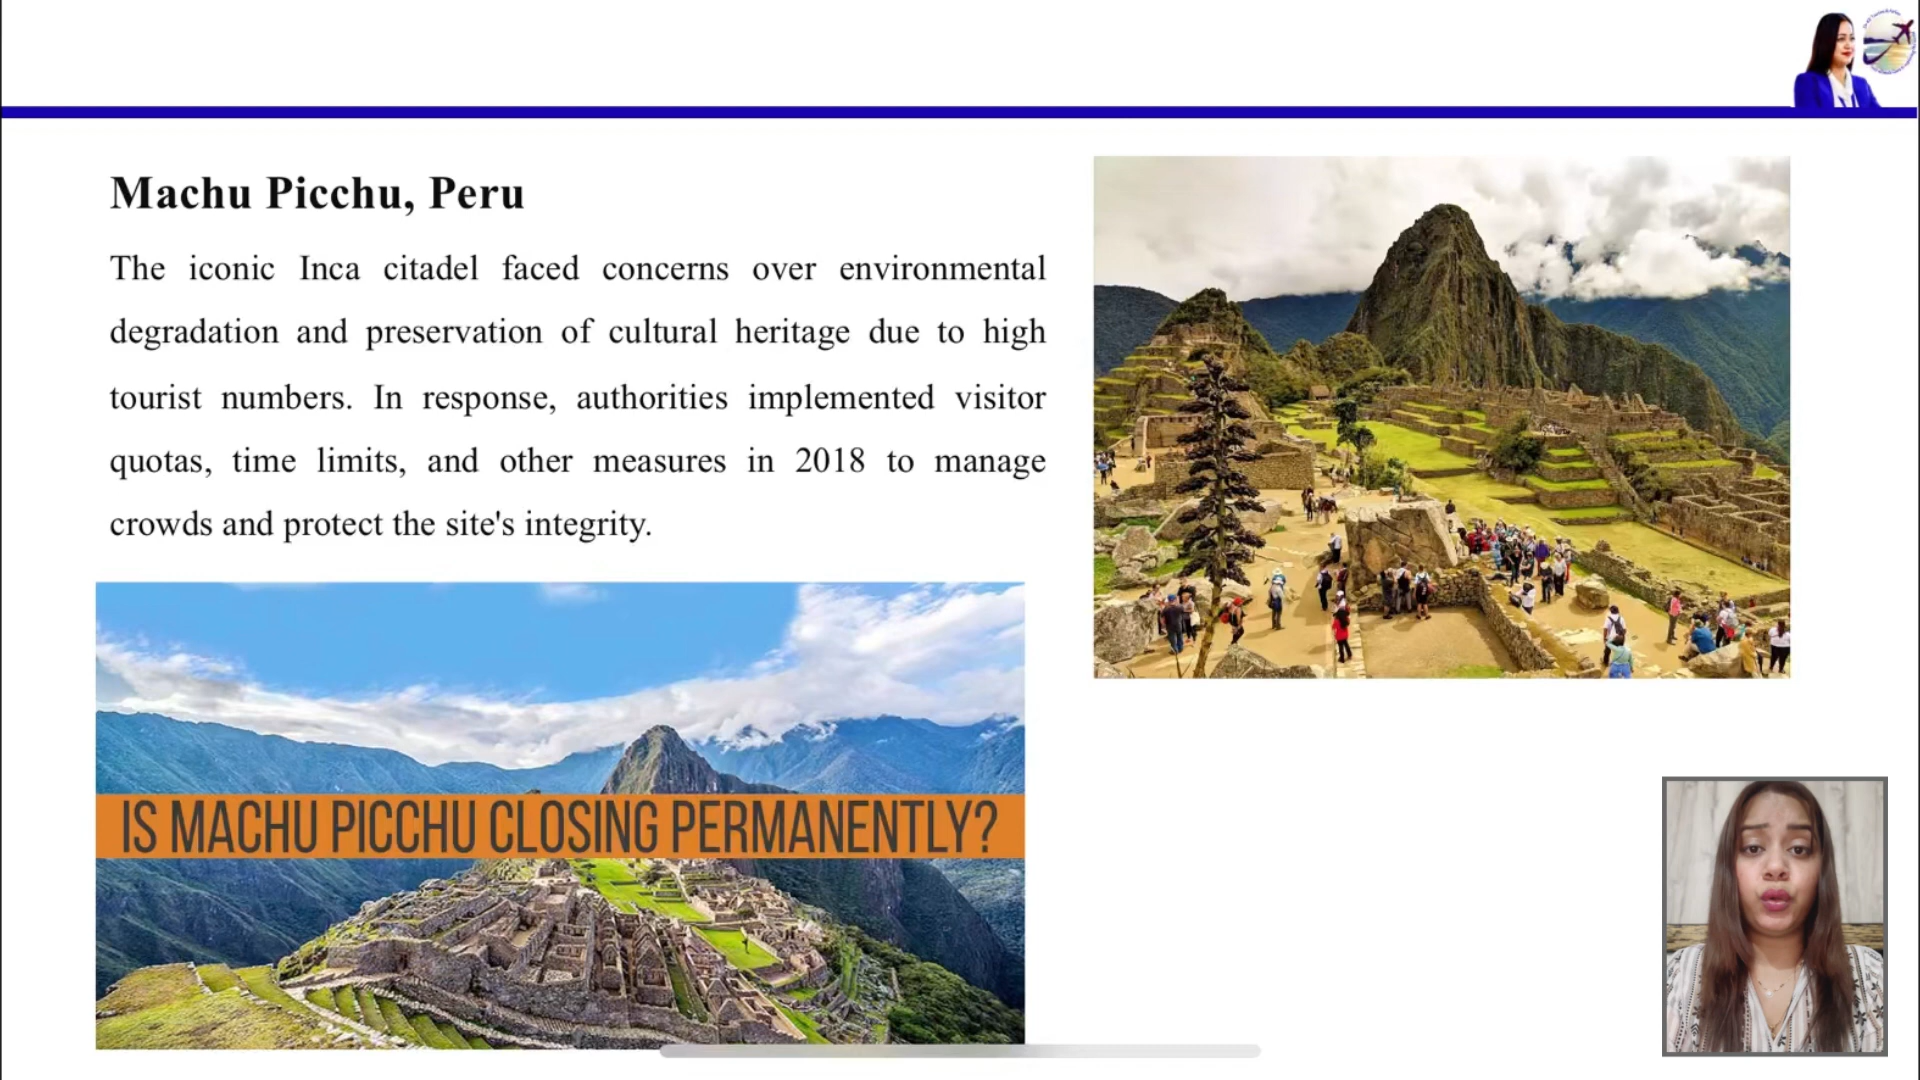 Machu Picchu, Peru
The iconic Inca citadel faced concerns over environmental
degradation and preservation of cultural heritage due to high
tourist numbers. In response, authorities implemented visitor
quotas, time limits, and other measures in 2018 to manage
crowds and protect the site's integrity.
IS MACHU PICCHU CLOSING PERMANENTLY?